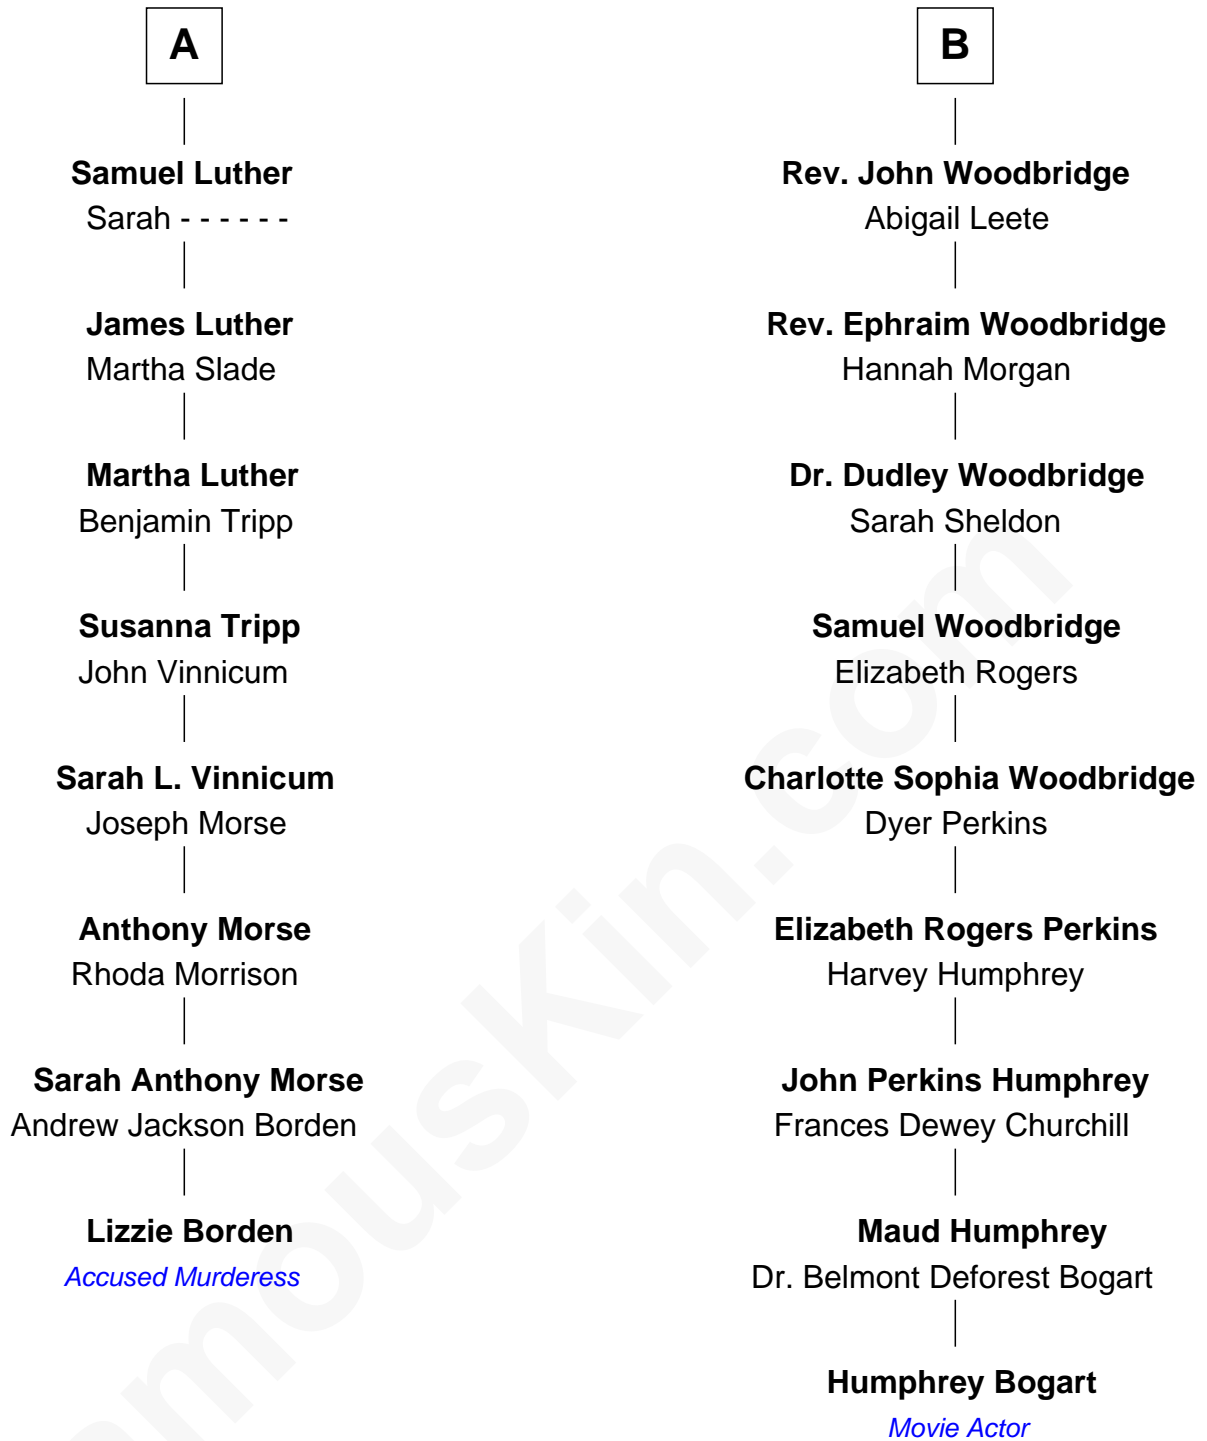 A
Samuel Luther
Sarah - - - - - -
James Luther
Martha Slade
Martha Luther
Benjamin Tripp
Susanna Tripp
John Vinnicum
Sarah L. Vinnicum
Joseph Morse
Anthony Morse
Rhoda Morrison
Sarah Anthony Morse
Andrew Jackson Borden
Lizzie Borden
Accused Murderess
B
Rev. John Woodbridge
Abigail Leete
Rev. Ephraim Woodbridge
Hannah Morgan
Dr. Dudley Woodbridge
Sarah Sheldon
Samuel Woodbridge
Elizabeth Rogers
Charlotte Sophia Woodbridge
Dyer Perkins
Elizabeth Rogers Perkins
Harvey Humphrey
John Perkins Humphrey
Frances Dewey Churchill
Maud Humphrey
Dr. Belmont Deforest Bogart
Humphrey Bogart
Movie Actor
amousKin.com